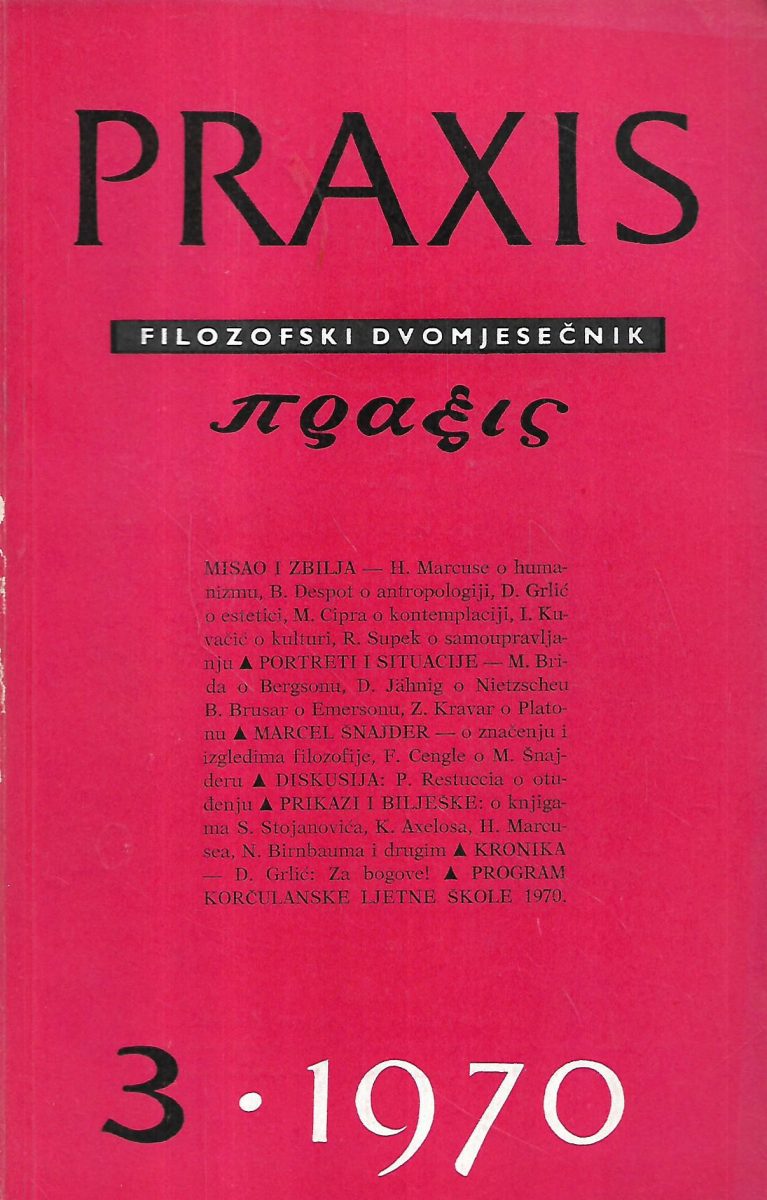 PRAXIS
FILOZOFSKI DVOMJESEČNIK
πραξις
MISAO I ZBILJA — H. Marcuse o huma-
nizmu, B. Despot o antropologiji, D. Grlić
o estetici, M. Cipra o kontemplaciji, I. Ku-
vačić o kulturi, R. Supek o samoupravlja-
nju ▲ PORTRETI I SITUACIJE — M. Bri-
da o Bergsonu, D. Jähnig o Nietzscheu
B. Brusar o Emersonu, Z. Kravar o Plato-
nu ▲ MARCEL ŠNAJDER — o značenju i
izgledima filozofije, F. Cengle o M. Šnaj-
deru ▲ DISKUSIJA: P. Restuccia o otu-
đenju ▲ PRIKAZI I BILJEŠKE: o knjiga-
ma S. Stojanovića, K. Axelosa, H. Marcu-
sea, N. Birnbauma i drugim ▲ KRONIKA
— D. Grlić: Za bogove! ▲ PROGRAM
KORČULANSKE LJETNE ŠKOLE 1970.
3 · 1970